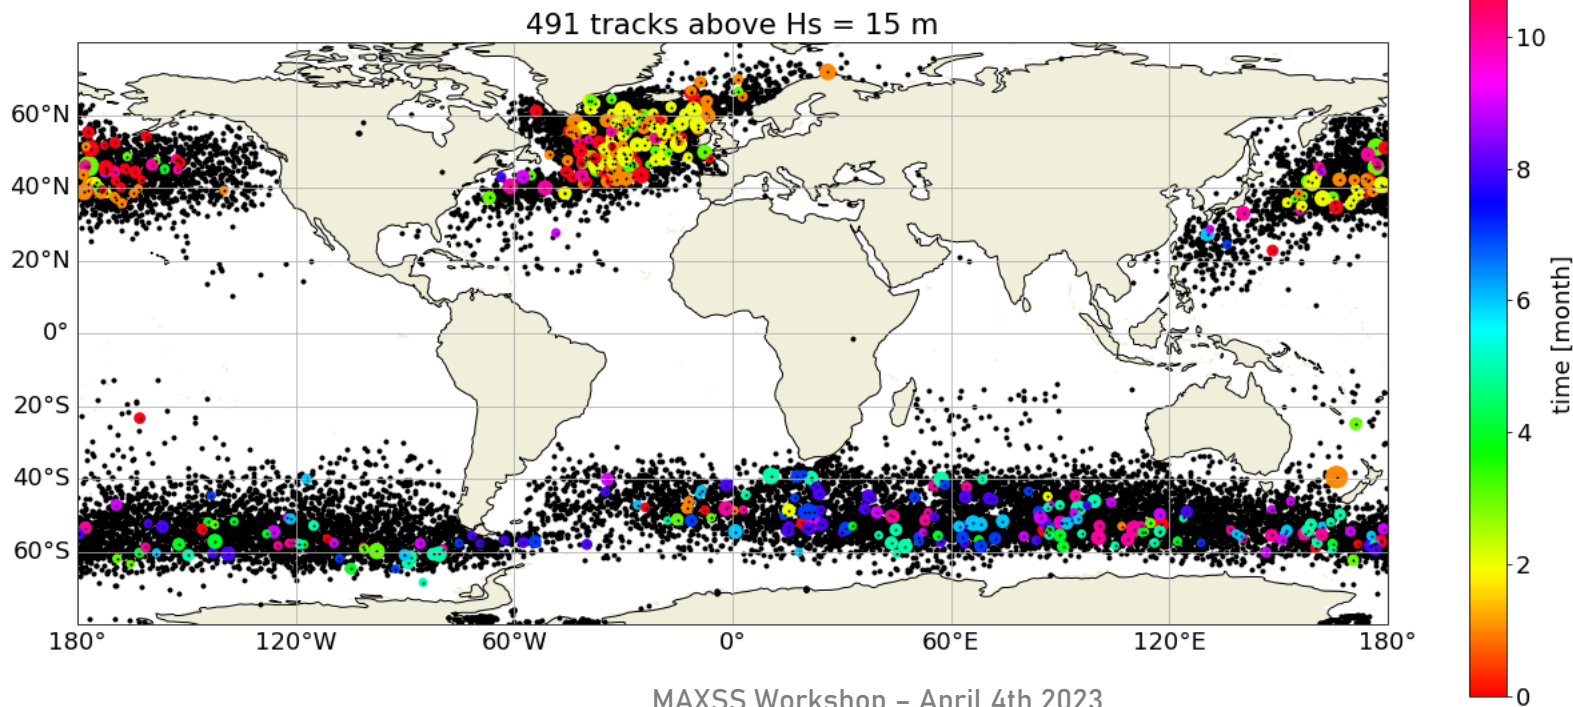 491 tracks above Hs = 15 m
60°N
40°N
20°N
0°
20°S
40°S
60°S
180°
120°W
60°W
0°
60°E
120°E
180°
10
8
6
4
2
0
time [month]
MAXSS Workshop – April 4th 2023